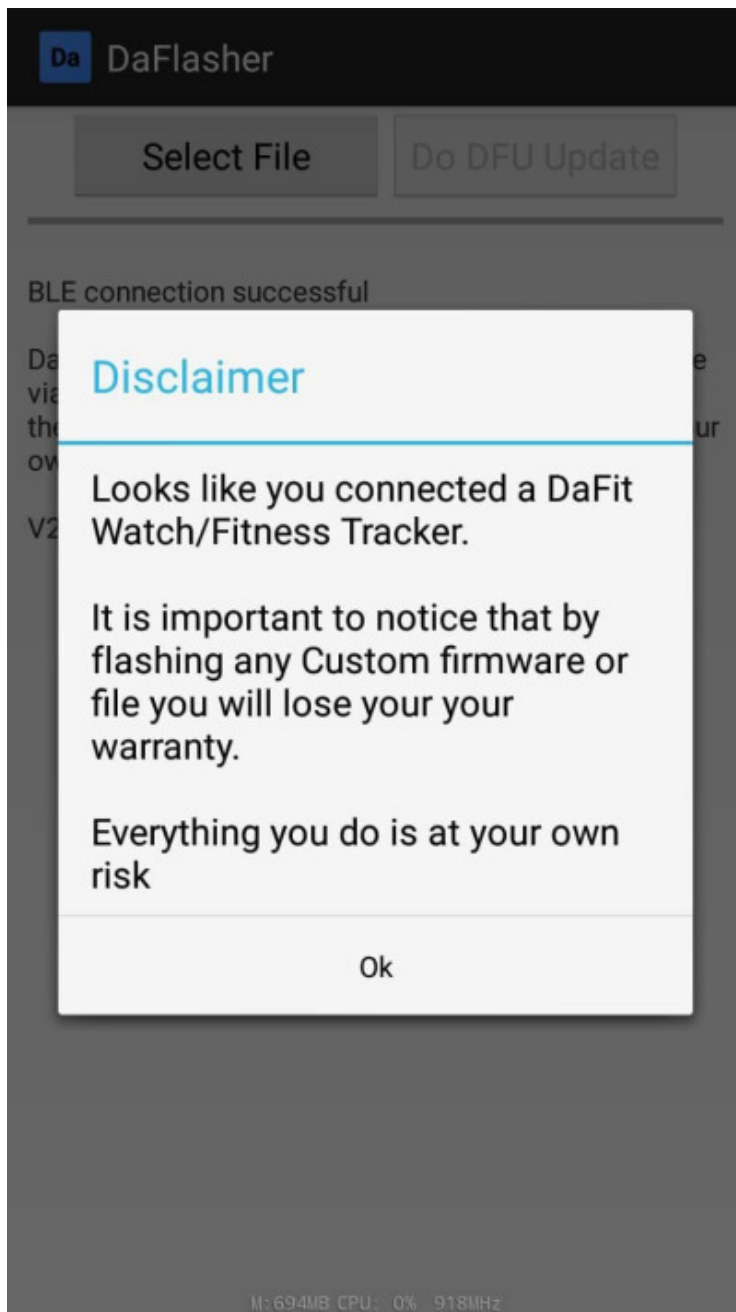 Da DaFlasher
Select File Do DFU Update
BLE connection successful
Disclaimer
Looks like you connected a DaFit
Watch/Fitness Tracker.
It is important to notice that by
flashing any Custom firmware or
file you will lose your your
warranty.
Everything you do is at your own
risk
Ok
M:694MB CPU: 0% 918MHz